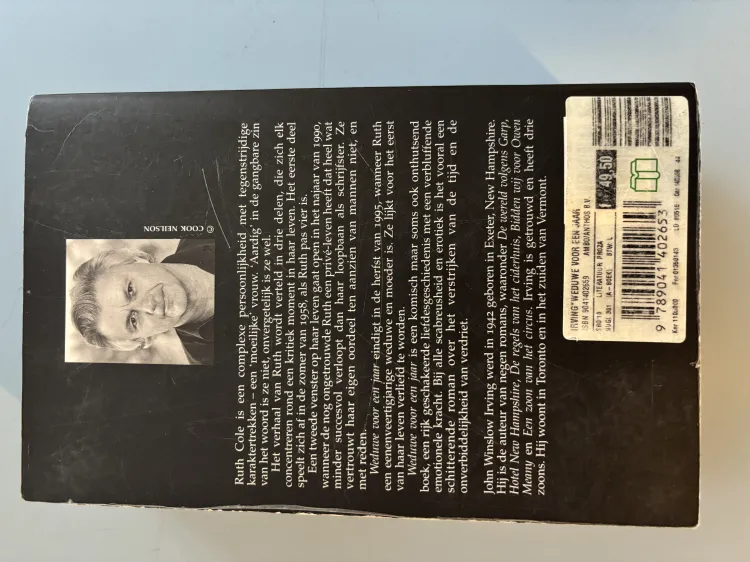 © COOK NEILSON
Ruth Cole is een complexe persoonlijkheid met tegenstrijdige
karaktertrekken – een 'moeilijke' vrouw. 'Aardig' in de gangbare zin
van het woord is ze niet, onvergetelijk is ze wel.
Het verhaal van Ruth wordt verteld in drie delen, die zich elk
concentreren rond een kritiek moment in haar leven. Het eerste deel
speelt zich af in de zomer van 1958, als Ruth pas vier is.
Een tweede venster op haar leven gaat open in het najaar van 1990,
wanneer de nog ongetrouwde Ruth een privé-leven heeft dat heel wat
minder succesvol verloopt dan haar loopbaan als schrijfster. Ze
vertrouwt haar eigen oordeel ten aanzien van mannen niet, en
met reden.
Weduwe voor een jaar eindigt in de herfst van 1995, wanneer Ruth
een eenenveertigjarige weduwe en moeder is. Ze lijkt voor het eerst
van haar leven verliefd te worden.
Weduwe voor een jaar is een komisch maar soms ook onthutsend
boek, een rijk geschakeerde liefdesgeschiedenis met een verbluffende
emotionele kracht. Bij alle scabreusheid en erotiek is het vooral een
schitterende roman over het verstrijken van de tijd en de
onverbiddelijkheid van verdriet.
John Winslow Irving werd in 1942 geboren in Exeter, New Hampshire.
Hij is de auteur van negen romans, waaronder De wereld volgens Garp,
Hotel New Hampshire, De regels van het ciderhuis, Bidden wij voor Owen
Meany en Een zoon van het circus. Irving is getrouwd en heeft drie
zoons. Hij woont in Toronto en in het zuiden van Vermont.
IRVING*WEDUWE VOOR EEN JAAR
ISBN 9041402659 AMBO/ANTHOS B.V.
LITERATUUR PROZA
49,50
9 789041 402653